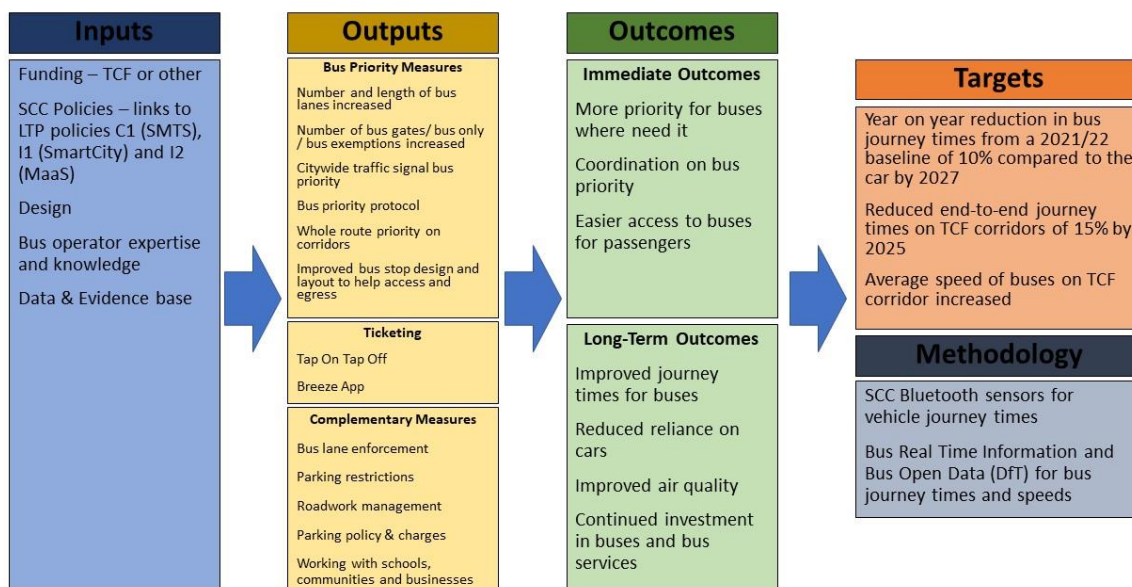 Inputs
Funding – TCF or other
SCC Policies – links to
LTP policies C1 (SMTS),
I1 (SmartCity) and I2
(MaaS)
Design
Bus operator expertise
and knowledge
Data & Evidence base
Outputs
Bus Priority Measures
Number and length of bus
lanes increased
Number of bus gates/ bus only
/ bus exemptions increased
Citywide traffic signal bus
priority
Bus priority protocol
Whole route priority on
corridors
Improved bus stop design and
layout to help access and
egress
Ticketing
Tap On Tap Off
Breeze App
Complementary Measures
Bus lane enforcement
Parking restrictions
Roadwork management
Parking policy & charges
Working with schools,
communities and businesses
Outcomes
Immediate Outcomes
More priority for buses
where need it
Coordination on bus
priority
Easier access to buses
for passengers
Long-Term Outcomes
Improved journey
times for buses
Reduced reliance on
cars
Improved air quality
Continued investment
in buses and bus
services
Targets
Year on year reduction in bus
journey times from a 2021/22
baseline of 10% compared to the
car by 2027
Reduced end-to-end journey
times on TCF corridors of 15% by
2025
Average speed of buses on TCF
corridor increased
Methodology
SCC Bluetooth sensors for
vehicle journey times
Bus Real Time Information and
Bus Open Data (DfT) for bus
journey times and speeds